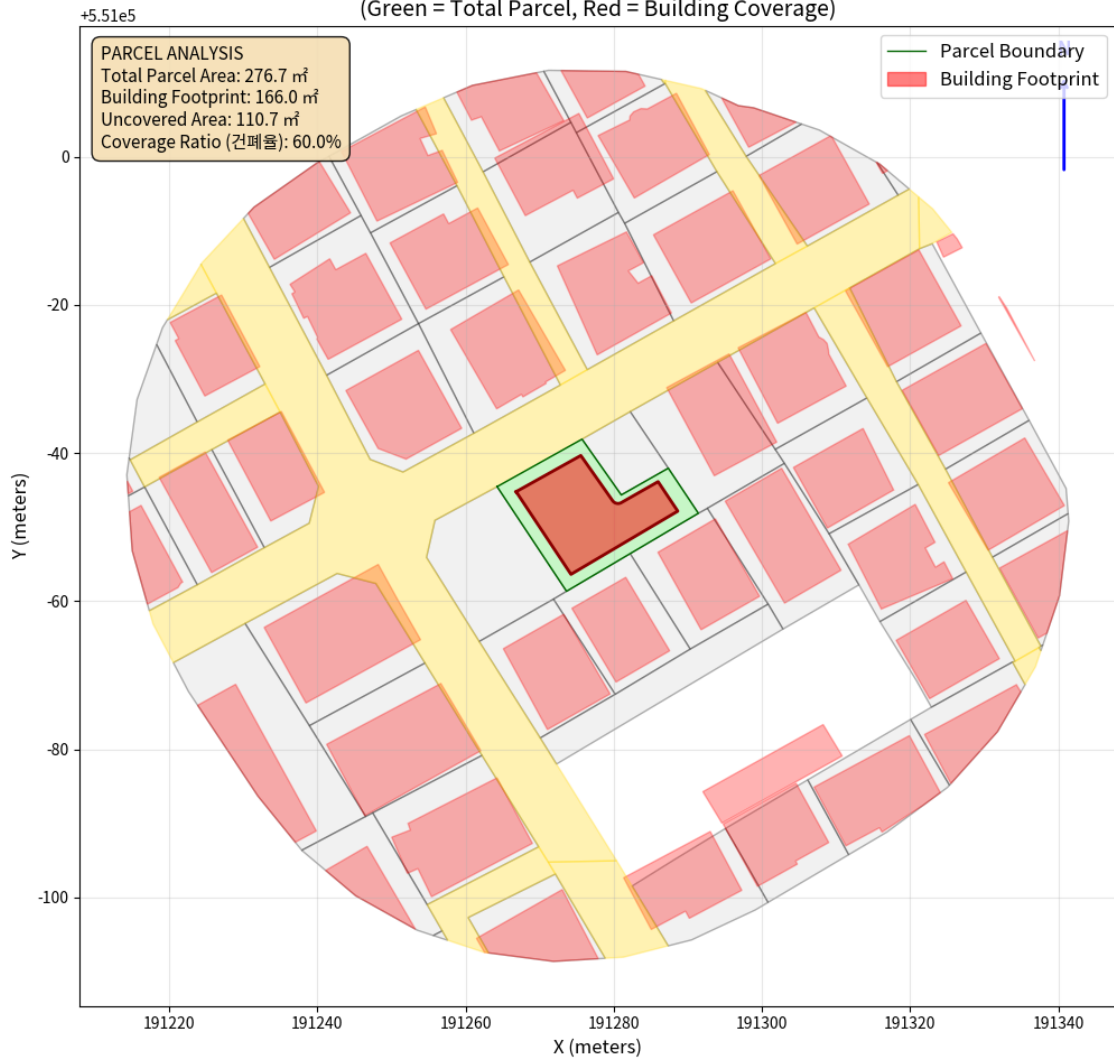 (Green = Total Parcel, Red = Building Coverage)
+5.51e5
PARCEL ANALYSIS
Total Parcel Area: 276.7 ㎡
Building Footprint: 166.0 ㎡
Uncovered Area: 110.7 ㎡
Coverage Ratio (건폐율): 60.0%
Parcel Boundary
Building Footprint
N
0
-20
-40
-60
-80
-100
Y (meters)
191220
191240
191260
191280
191300
191320
191340
X (meters)